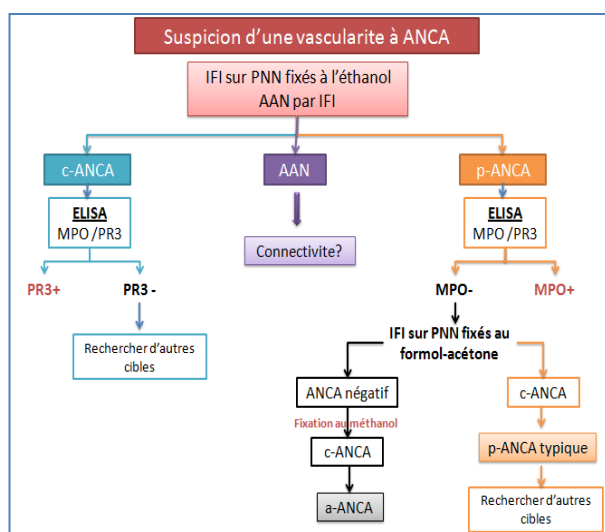 Suspicion d'une vascularite à ANCA
IFI sur PNN fixés à l'éthanol
AAN par IFI
c-ANCA
AAN
p-ANCA
ELISA
MPO /PR3
Connectivite?
ELISA
MPO /PR3
PR3+
PR3 -
MPO-
MPO+
Rechercher d'autres
cibles
IFI sur PNN fixés au
formol-acétone
ANCA négatif
c-ANCA
Fixation au méthanol
c-ANCA
p-ANCA typique
a-ANCA
Rechercher d'autres
cibles